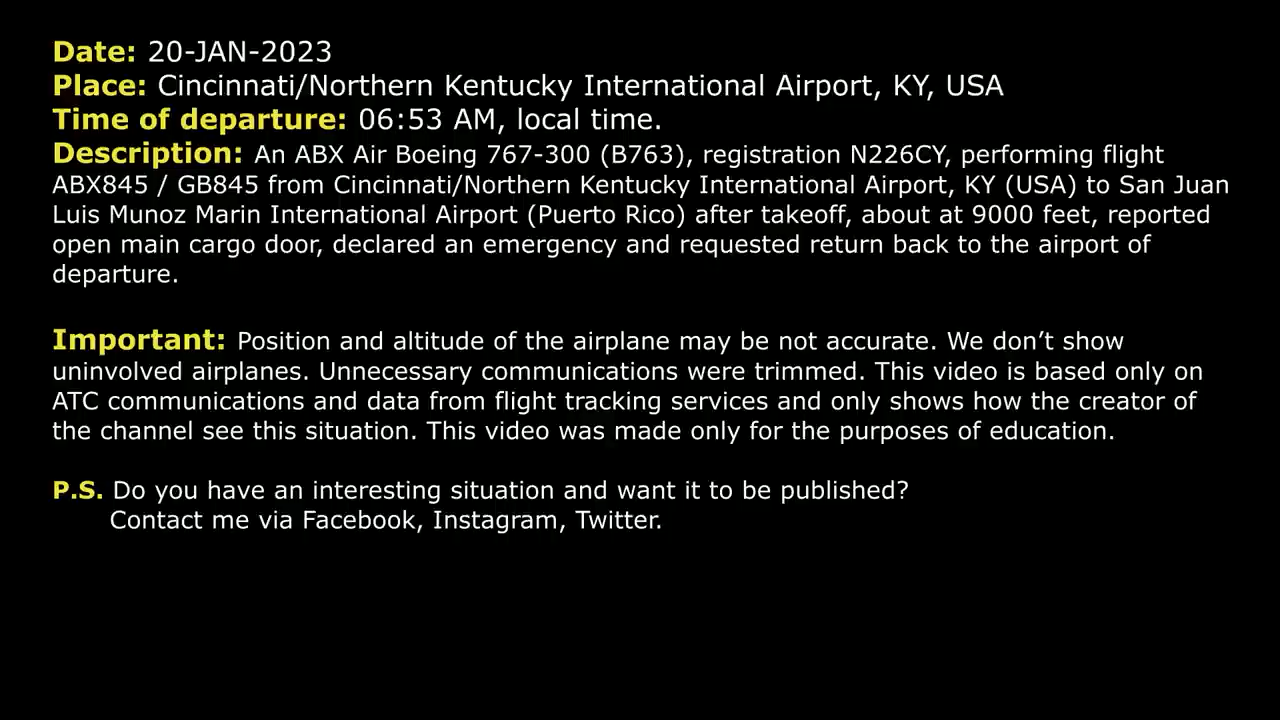 Date: 20-JAN-2023
Place: Cincinnati/Northern Kentucky International Airport, KY, USA
Time of departure: 06:53 AM, local time.
Description: An ABX Air Boeing 767-300 (B763), registration N226CY, performing flight
ABX845 / GB845 from Cincinnati/Northern Kentucky International Airport, KY (USA) to San Juan
Luis Munoz Marin International Airport (Puerto Rico) after takeoff, about at 9000 feet, reported
open main cargo door, declared an emergency and requested return back to the airport of
departure.
Important: Position and altitude of the airplane may be not accurate. We don’t show
uninvolved airplanes. Unnecessary communications were trimmed. This video is based only on
ATC communications and data from flight tracking services and only shows how the creator of
the channel see this situation. This video was made only for the purposes of education.
P.S. Do you have an interesting situation and want it to be published?
Contact me via Facebook, Instagram, Twitter.